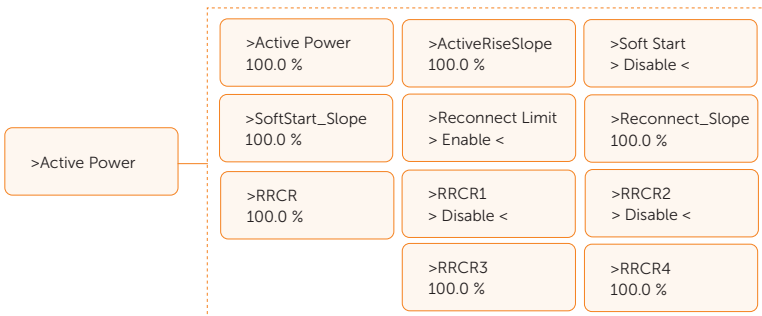 >Active Power
>Active Power
100.0 %
>ActiveRiseSlope
100.0 %
>Soft Start
> Disable <
>SoftStart_Slope
100.0 %
>Reconnect Limit
> Enable <
>Reconnect_Slope
100.0 %
>RRCR
100.0 %
>RRCR1
> Disable <
>RRCR2
> Disable <
>RRCR3
100.0 %
>RRCR4
100.0 %